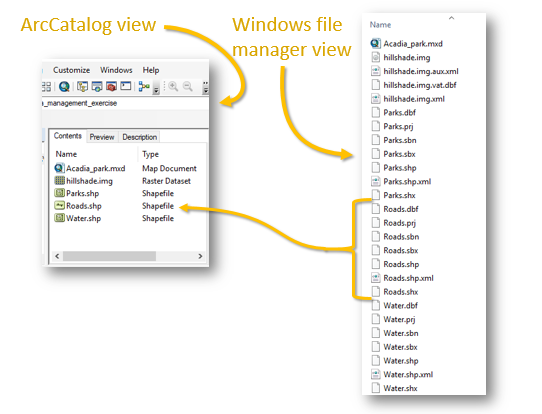 ArcCatalog view
Windows file
manager view
Customize Windows Help
a_management_exercise
Contents Preview Description
Name Type
Acadia_park.mxd Map Document
hillshade.img Raster Dataset
Parks.shp Shapefile
Roads.shp Shapefile
Water.shp Shapefile
Name
Acadia_park.mxd
hillshade.img
hillshade.img.aux.xml
hillshade.img.vat.dbf
hillshade.img.xml
Parks.dbf
Parks.prj
Parks.sbn
Parks.sbx
Parks.shp
Parks.shp.xml
Parks.shx
Roads.dbf
Roads.prj
Roads.sbn
Roads.sbx
Roads.shp
Roads.shp.xml
Roads.shx
Water.dbf
Water.prj
Water.sbn
Water.sbx
Water.shp
Water.shp.xml
Water.shx